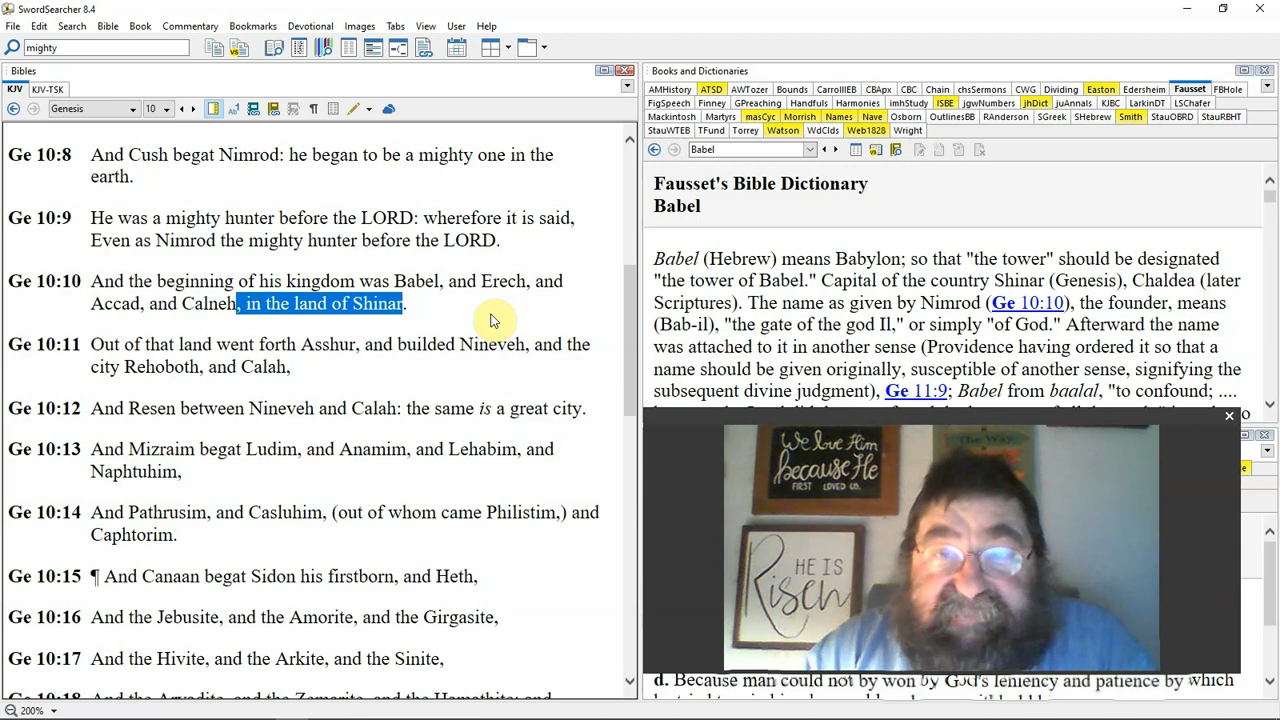 SwordSearcher 8.4
File Edit Search Bible Book Commentary Bookmarks Devotional Images Tabs View User Help
mighty
Bibles
KJV KJV-TSK
Genesis 10
Ge 10:8 And Cush begat Nimrod: he began to be a mighty one in the
earth.
Ge 10:9 He was a mighty hunter before the LORD: wherefore it is said,
Even as Nimrod the mighty hunter before the LORD.
Ge 10:10 And the beginning of his kingdom was Babel, and Erech, and
Accad, and Calneh, in the land of Shinar.
Ge 10:11 Out of that land went forth Asshur, and builded Nineveh, and the
city Rehoboth, and Calah,
Ge 10:12 And Resen between Nineveh and Calah: the same is a great city.
Ge 10:13 And Mizraim begat Ludim, and Anamim, and Lehabim, and
Naphtuhim,
Ge 10:14 And Pathrusim, and Casluhim, (out of whom came Philistim,) and
Caphtorim.
Ge 10:15 ¶ And Canaan begat Sidon his firstborn, and Heth,
Ge 10:16 And the Jebusite, and the Amorite, and the Girgasite,
Ge 10:17 And the Hivite, and the Arkite, and the Sinite,
Ge 10:18 And the Arvadite, and the Zemarite, and the Hamathite: and
200%
Books and Dictionaries
AMHistory ATSD AWTozer Bounds CarrollEB CBApx CBC Chain chsSermons CWG Dividing Easton Edersheim Fausset FBHole
FigSpeech Finney GPreaching Handfuls Harmonies imhStudy ISBE jgwNumbers jhDict juAnnals KJBC LarkinDT LSChafer
Mackintosh Martyrs masCyc Morrish Names Nave Osborn OutlinesBB RAnderson SGreek SHebrew Smith StauOBRD StauRBHT
StauWTEB TFund Torrey Watson WdClds Web1828 Wright
Babel
Fausset's Bible Dictionary
Babel
Babel (Hebrew) means Babylon; so that "the tower" should be designated
"the tower of Babel." Capital of the country Shinar (Genesis), Chaldea (later
Scriptures). The name as given by Nimrod (Ge 10:10), the founder, means
(Bab-il), "the gate of the god Il," or simply "of God." Afterward the name
was attached to it in another sense (Providence having ordered it so that a
name should be given originally, susceptible of another sense, signifying the
subsequent divine judgment), Ge 11:9; Babel from baalal, "to confound; ....
We love Him
because He
FIRST LOVED US.
The Way
HE IS
Risen
d. Because man could not by won by God's leniency and patience by which